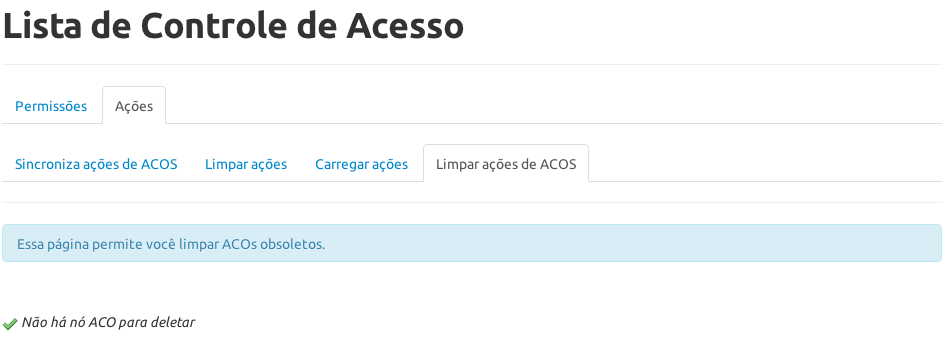 Lista de Controle de Acesso
Permissões Ações
Sincroniza ações de ACOS Limpar ações Carregar ações Limpar ações de ACOS
Essa página permite você limpar ACOs obsoletos.
Não há nó ACO para deletar